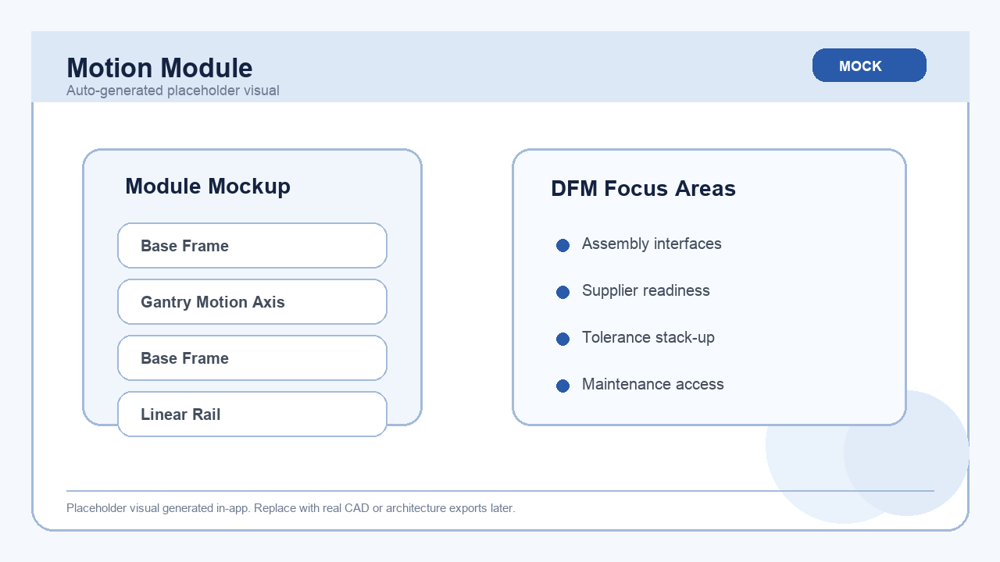 Motion Module
Auto-generated placeholder visual
MOCK
Module Mockup
Base Frame
Gantry Motion Axis
Base Frame
Linear Rail
DFM Focus Areas
Assembly interfaces
Supplier readiness
Tolerance stack-up
Maintenance access
Placeholder visual generated in-app. Replace with real CAD or architecture exports later.